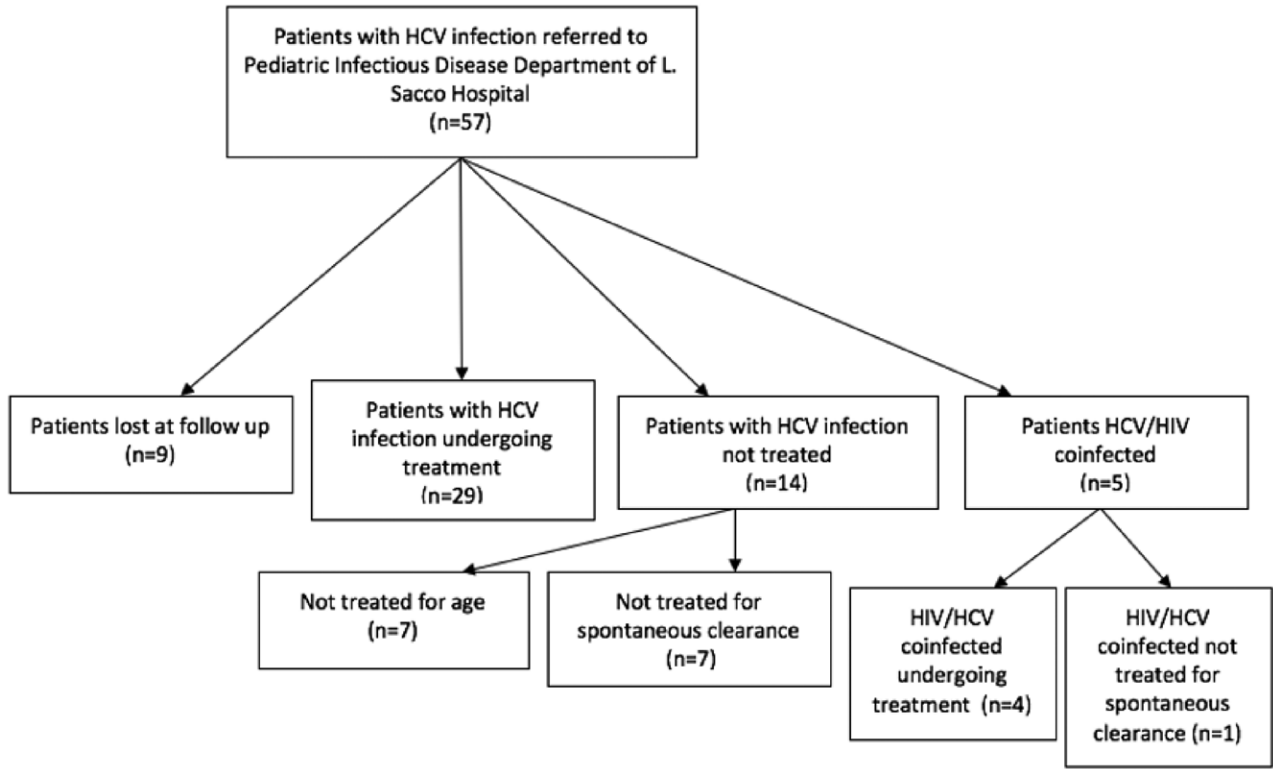 Patients with HCV infection referred to
Pediatric Infectious Disease Department of L.
Sacco Hospital
(n=57)
Patients lost at follow up
(n=9)
Patients with HCV
infection undergoing
treatment
(n=29)
Patients with HCV infection
not treated
(n=14)
Patients HCV/HIV
coinfected
(n=5)
Not treated for age
(n=7)
Not treated for
spontaneous clearance
(n=7)
HIV/HCV
coinfected
undergoing
treatment (n=4)
HIV/HCV
coinfected not
treated for
spontaneous
clearance (n=1)